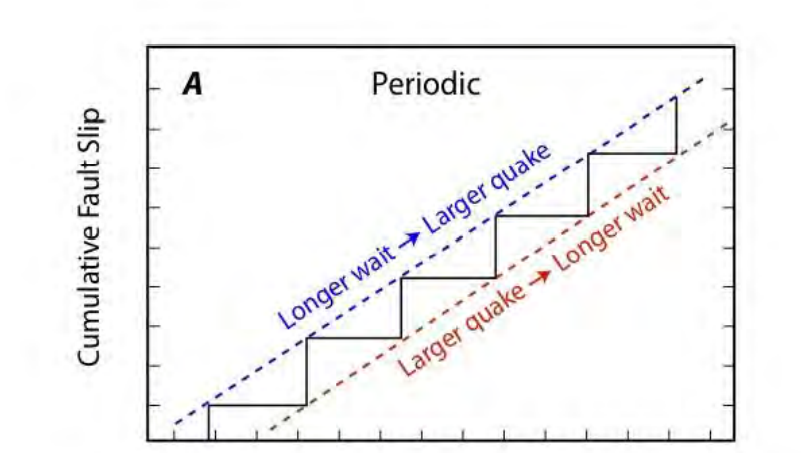 A
Periodic
Cumulative Fault Slip
Longer wait → Larger quake
Larger quake → Longer wait